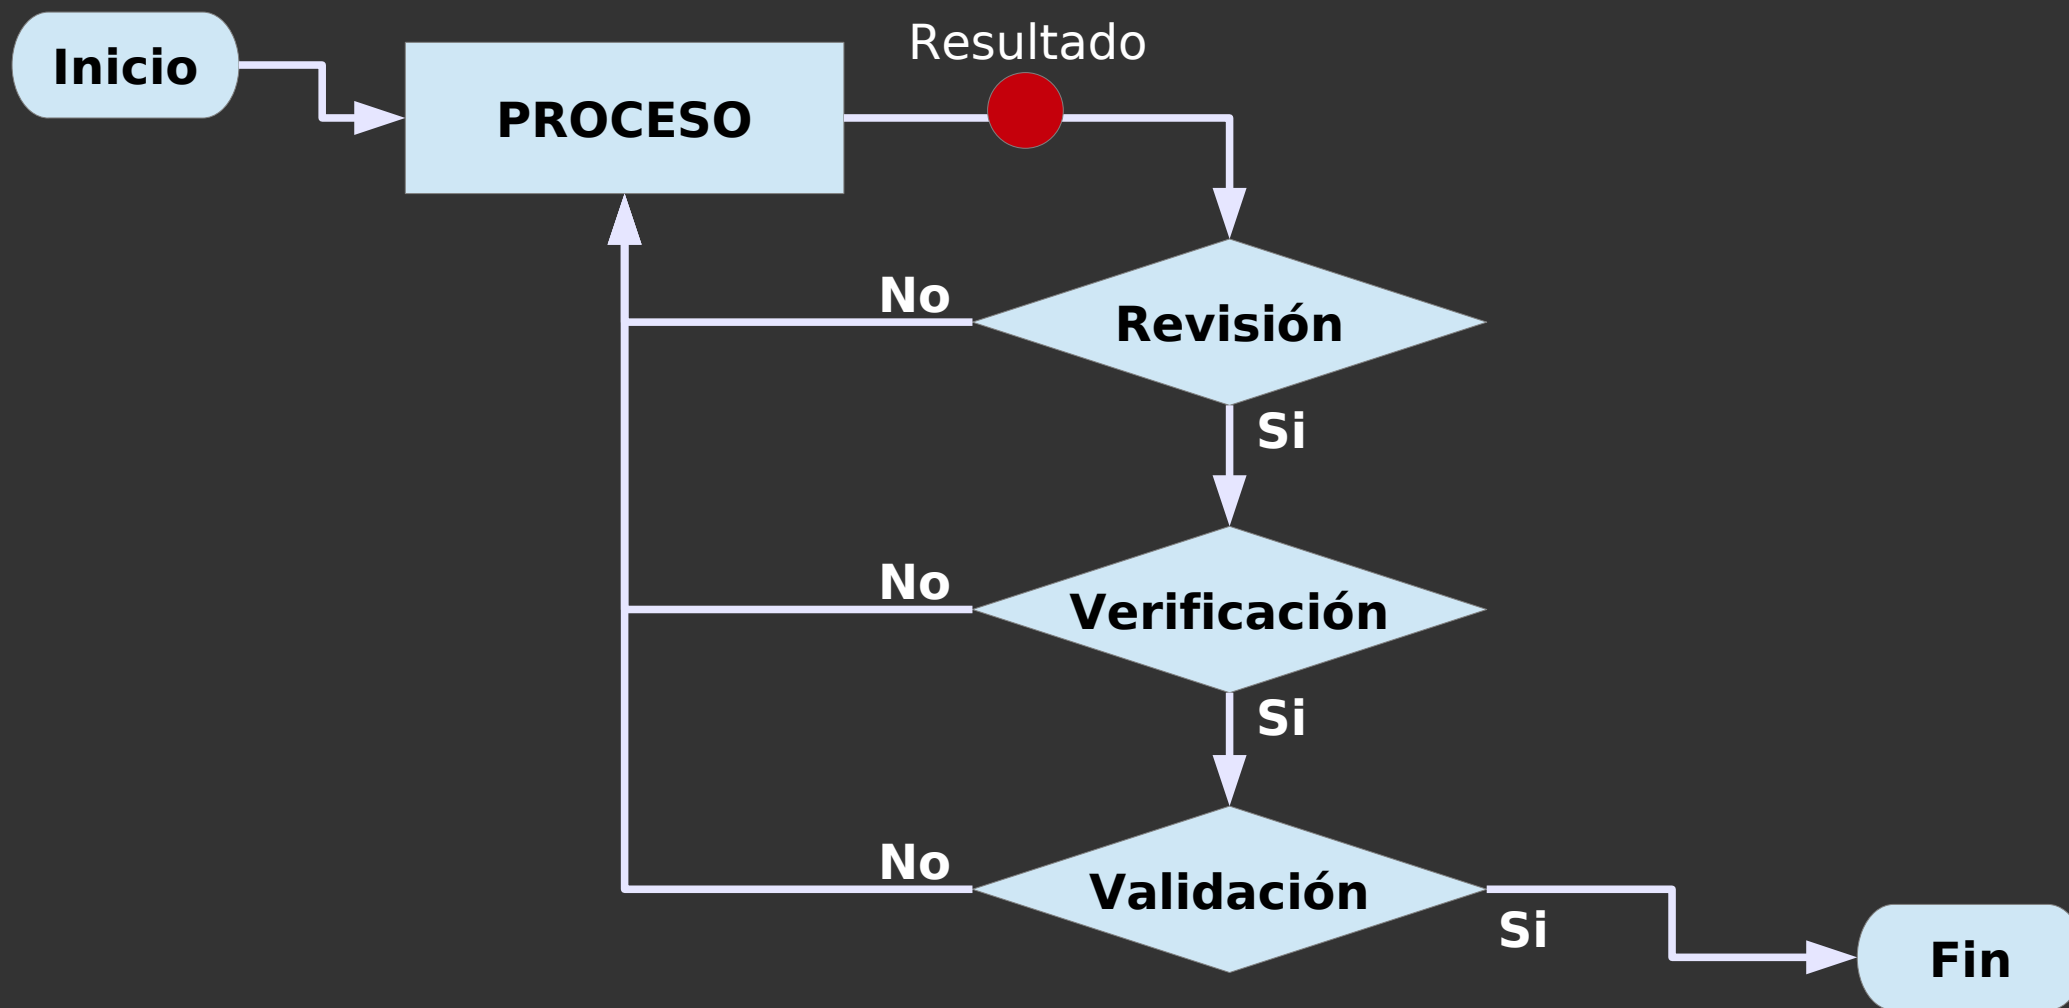 Inicio
PROCESO
Resultado
Revisión
No
Si
Verificación
No
Si
Validación
No
Si
Fin